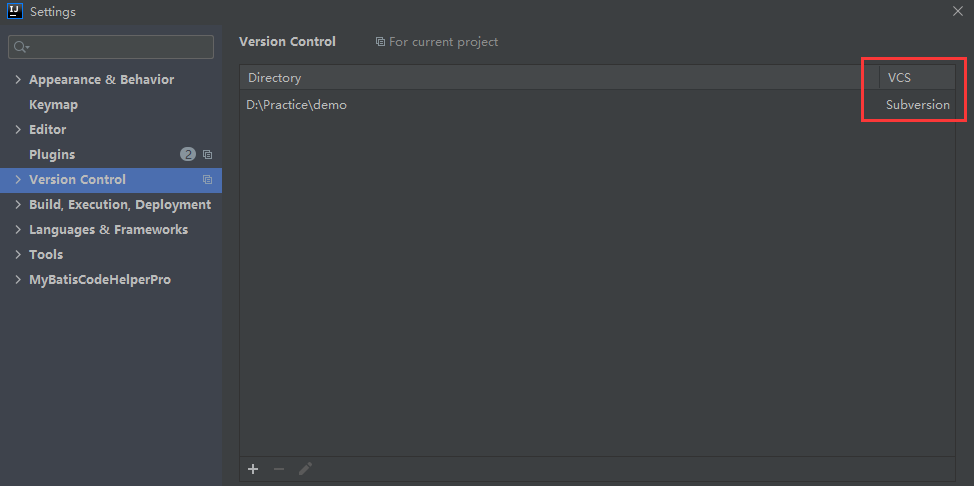 IJ Settings
Version Control For current project
Appearance & Behavior
Keymap
Editor
Plugins 2
Version Control
Build, Execution, Deployment
Languages & Frameworks
Tools
MyBatisCodeHelperPro
Directory VCS
D:\Practice\demo Subversion